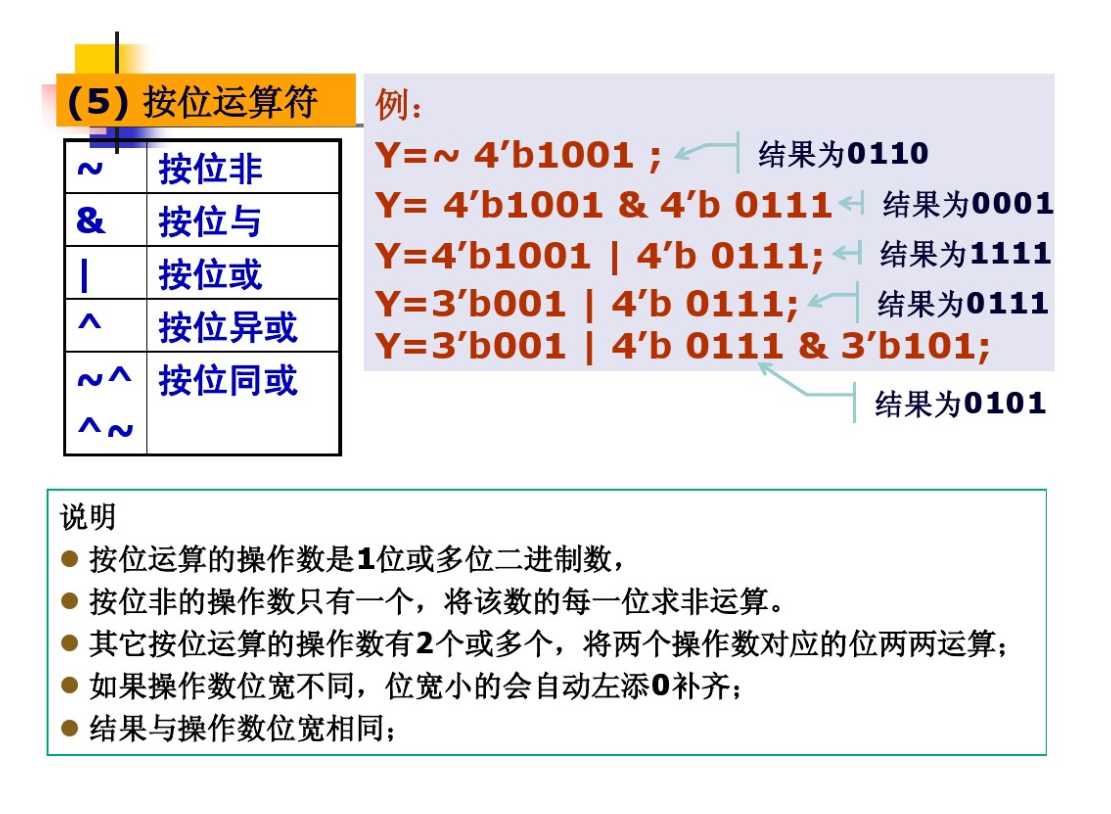 (5) 按位运算符
~ 按位非
& 按位与
| 按位或
^ 按位异或
~^ 按位同或
^~
例：
Y=~ 4′b1001 ; 结果为0110
Y= 4′b1001 & 4′b 0111 结果为0001
Y=4′b1001 | 4′b 0111; 结果为1111
Y=3′b001 | 4′b 0111; 结果为0111
Y=3′b001 | 4′b 0111 & 3′b101;
结果为0101
说明
● 按位运算的操作数是1位或多位二进制数，
● 按位非的操作数只有一个，将该数的每一位求非运算。
● 其它按位运算的操作数有2个或多个，将两个操作数对应的位两两运算；
● 如果操作数位宽不同，位宽小的会自动左添0补齐；
● 结果与操作数位宽相同；